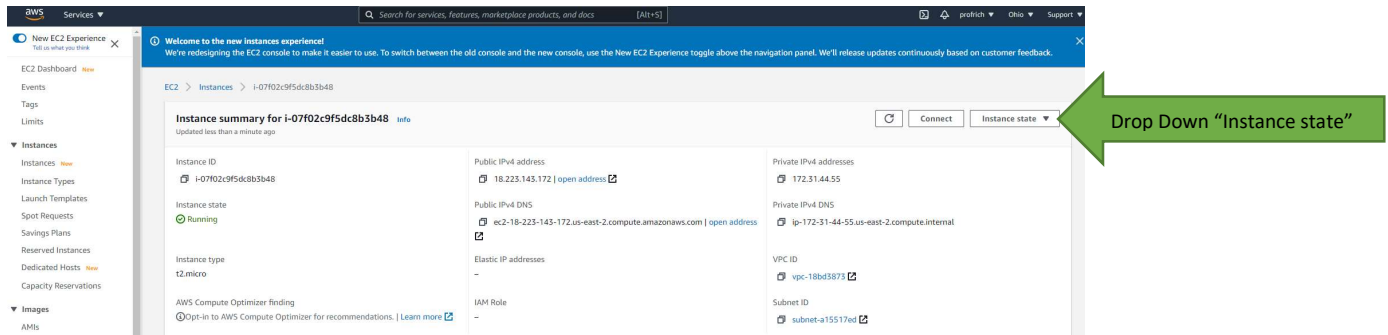 aws Services ▼ Search for services, features, marketplace products, and docs [Alt+S] profrich ▼ Ohio ▼ Support ▼
New EC2 Experience
Tell us what you think
EC2 Dashboard New
Events
Tags
Limits
▼ Instances
Instances New
Instance Types
Launch Templates
Spot Requests
Savings Plans
Reserved Instances
Dedicated Hosts New
Capacity Reservations
▼ Images
AMIs
Welcome to the new instances experience!
We're redesigning the EC2 console to make it easier to use. To switch between the old console and the new console, use the New EC2 Experience toggle above the navigation panel. We'll release updates continuously based on customer feedback.
EC2 > Instances > i-07f02c9f5dc8b3b48
Instance summary for i-07f02c9f5dc8b3b48 Info
Updated less than a minute ago
Connect Instance state ▼
Instance ID
i-07f02c9f5dc8b3b48
Public IPv4 address
18.223.143.172 | open address
Private IPv4 addresses
172.31.44.55
Instance state
Running
Public IPv4 DNS
ec2-18-223-143-172.us-east-2.compute.amazonaws.com | open address
Private IPv4 DNS
ip-172-31-44-55.us-east-2.compute.internal
Instance type
t2.micro
Elastic IP addresses
–
VPC ID
vpc-18bd3873
AWS Compute Optimizer finding
Opt-in to AWS Compute Optimizer for recommendations. | Learn more
IAM Role
–
Subnet ID
subnet-a15517ed
Drop Down “Instance state”